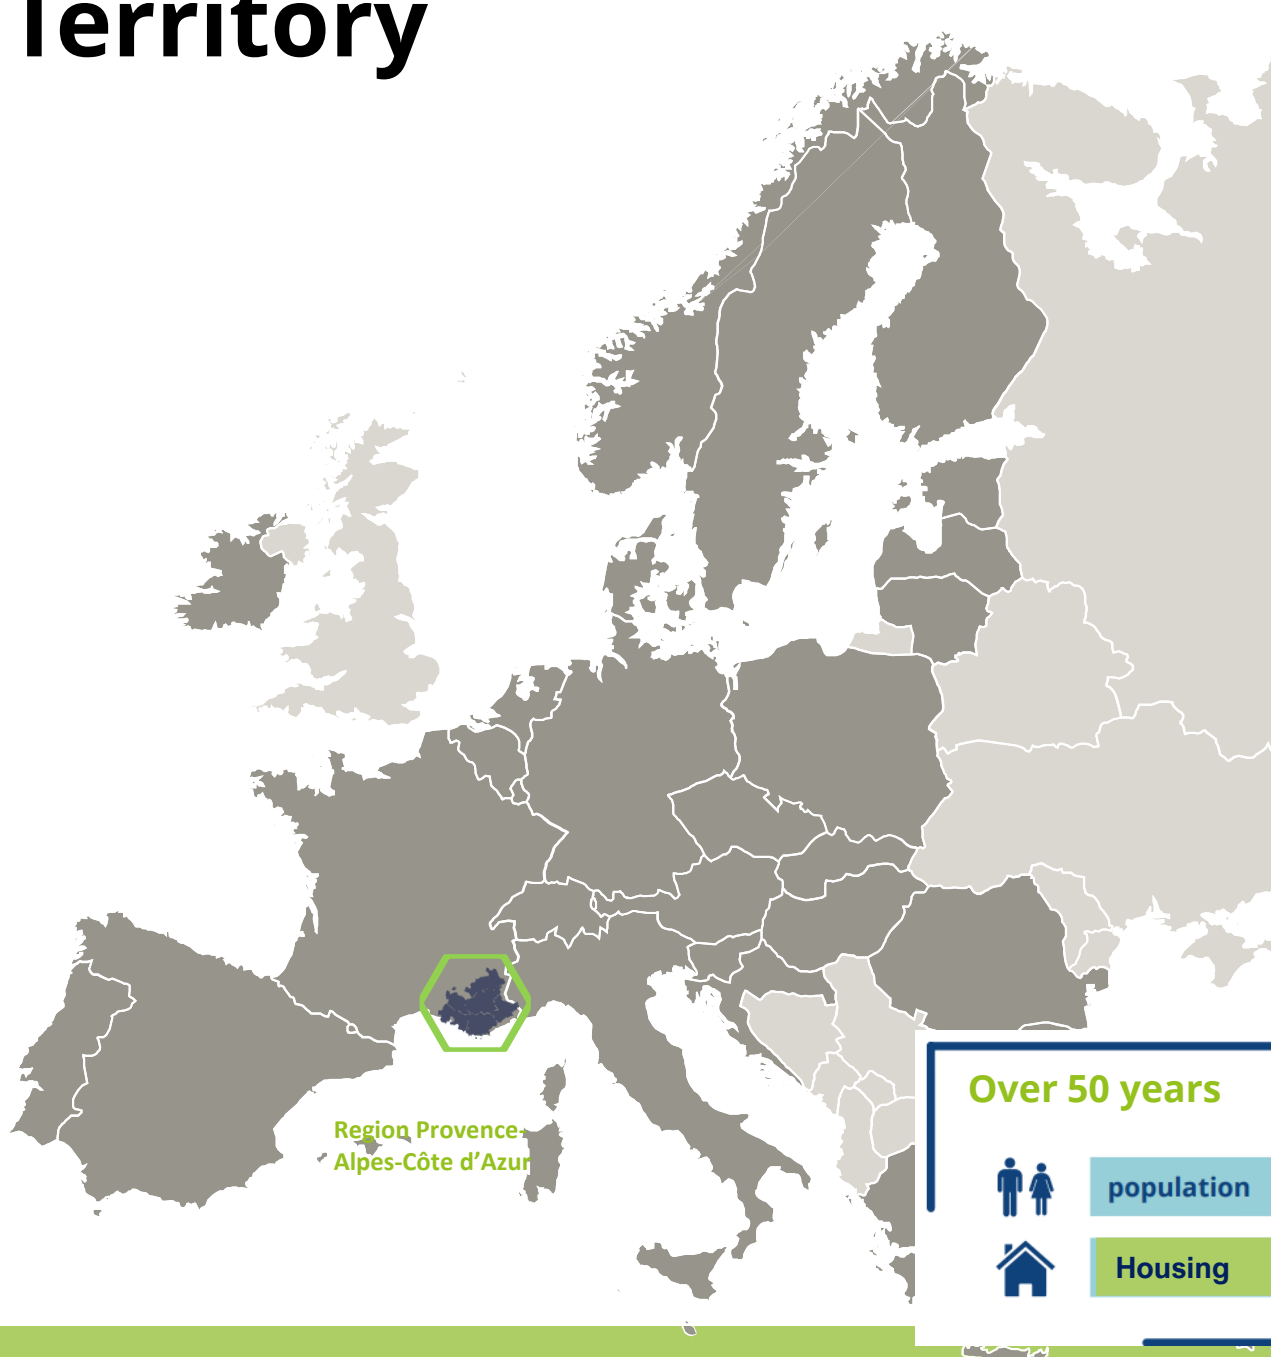 Territory
Region Provence-
Alpes-Côte d’Azur
Over 50 years
population
Housing